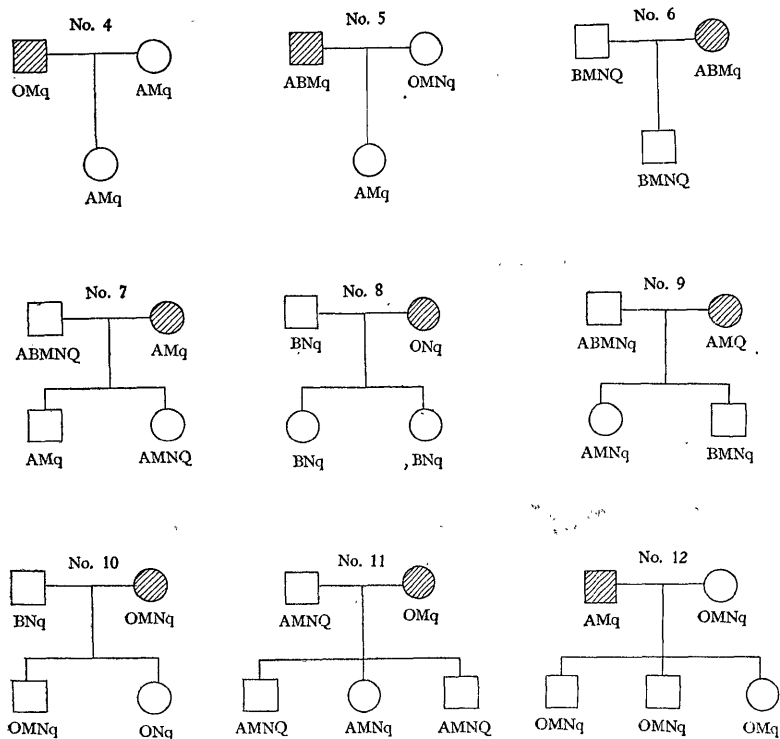 No. 4 No. 5 No. 6
OMq AMq ABMq OMNq BMNQ ABMq
AMq AMq BMNQ
No. 7 No. 8 No. 9
ABMNQ AMq BNq ONq ABMNq AMQ
AMq AMNQ BNq BNq AMNq BMNq
No. 10 No. 11 No. 12
BNq OMNq AMNQ OMq AMq OMNq
OMNq ONq AMNQ AMNq AMNQ OMNq OMNq OMq